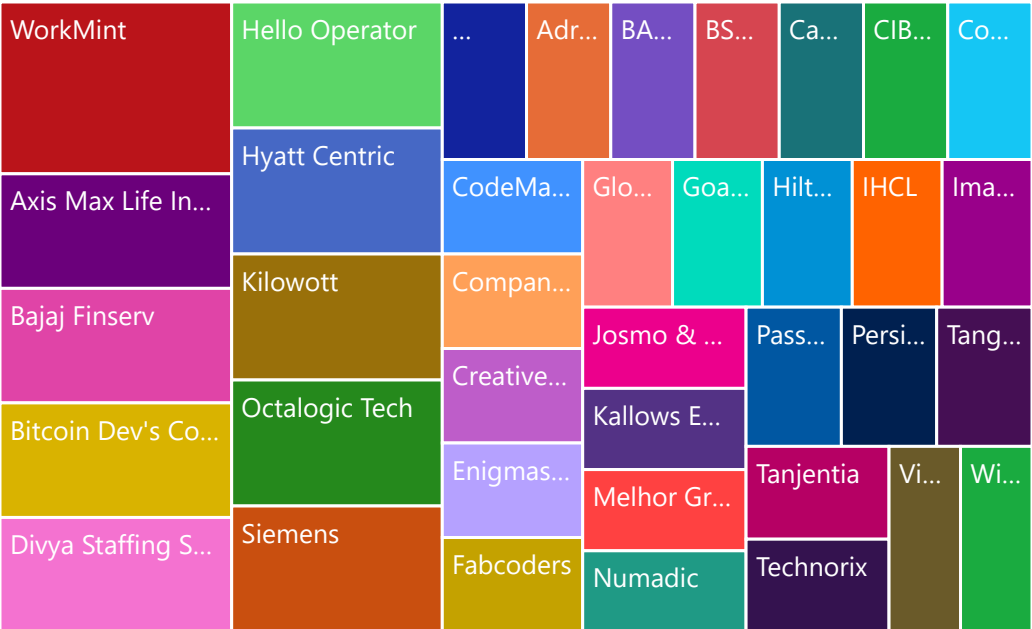 WorkMint
Axis Max Life In...
Bajaj Finserv
Bitcoin Dev's Co...
Divya Staffing S...
Hello Operator
Hyatt Centric
Kilowott
Octalogic Tech
Siemens
...
Adr...
BA...
BS...
Ca...
CIB...
Co...
CodeMa...
Compan...
Creative...
Enigmas...
Fabcoders
Glo...
Goa...
Hilt...
IHCL
Ima...
Josmo & ...
Kallows E...
Melhor Gr...
Numadic
Pass...
Persi...
Tang...
Tanjentia
Technorix
Vi...
Wi...